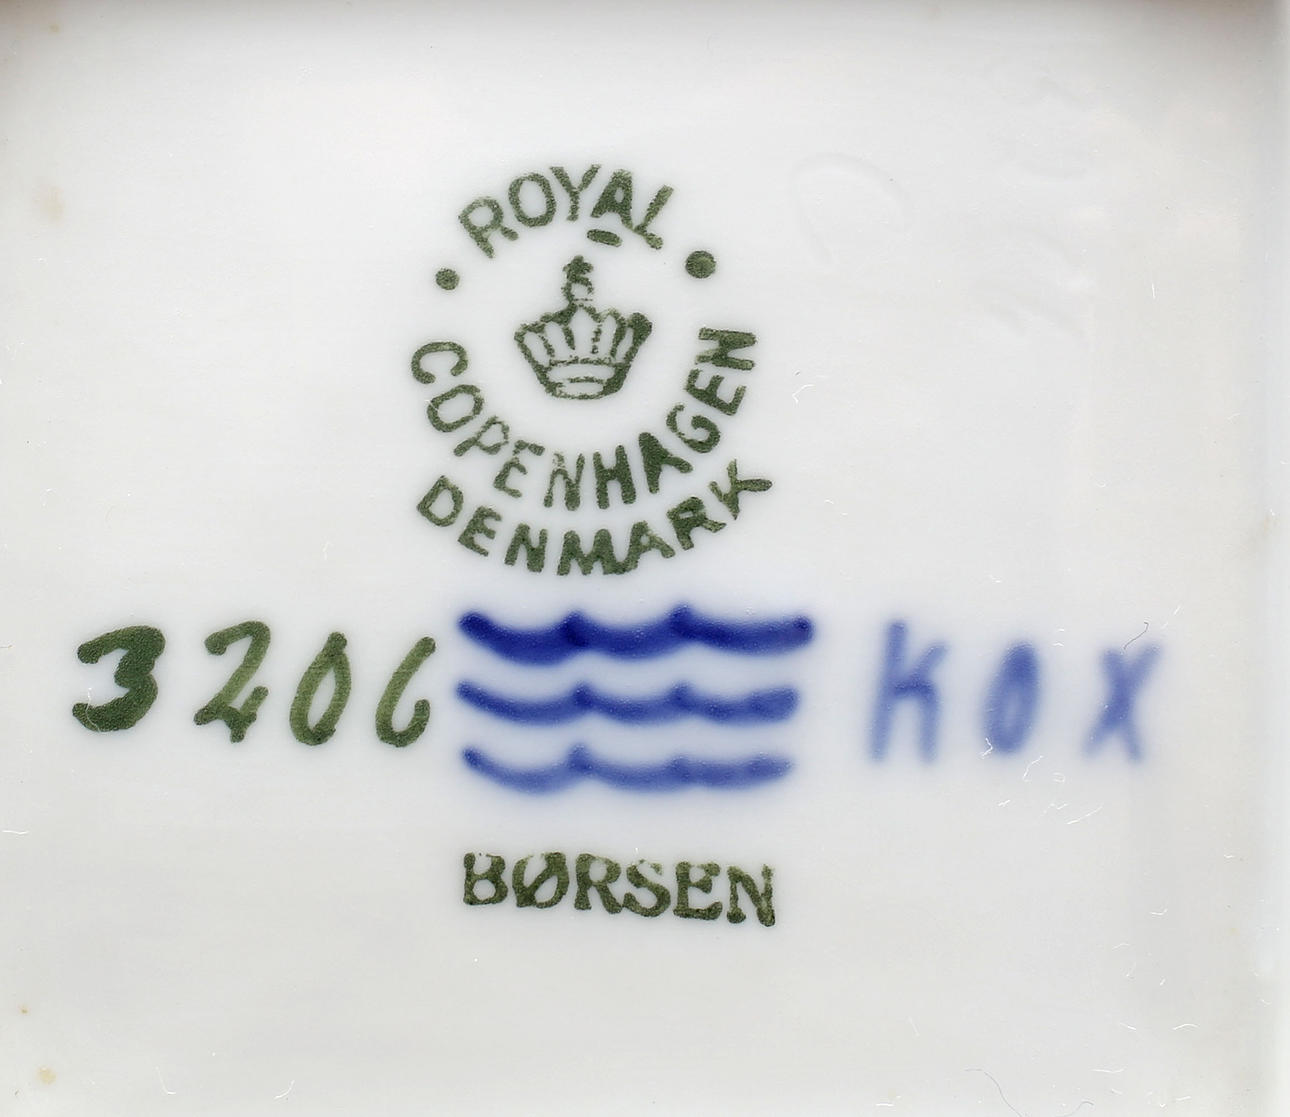 ROYAL
COPENHAGEN
DENMARK
3206 KOX
BØRSEN